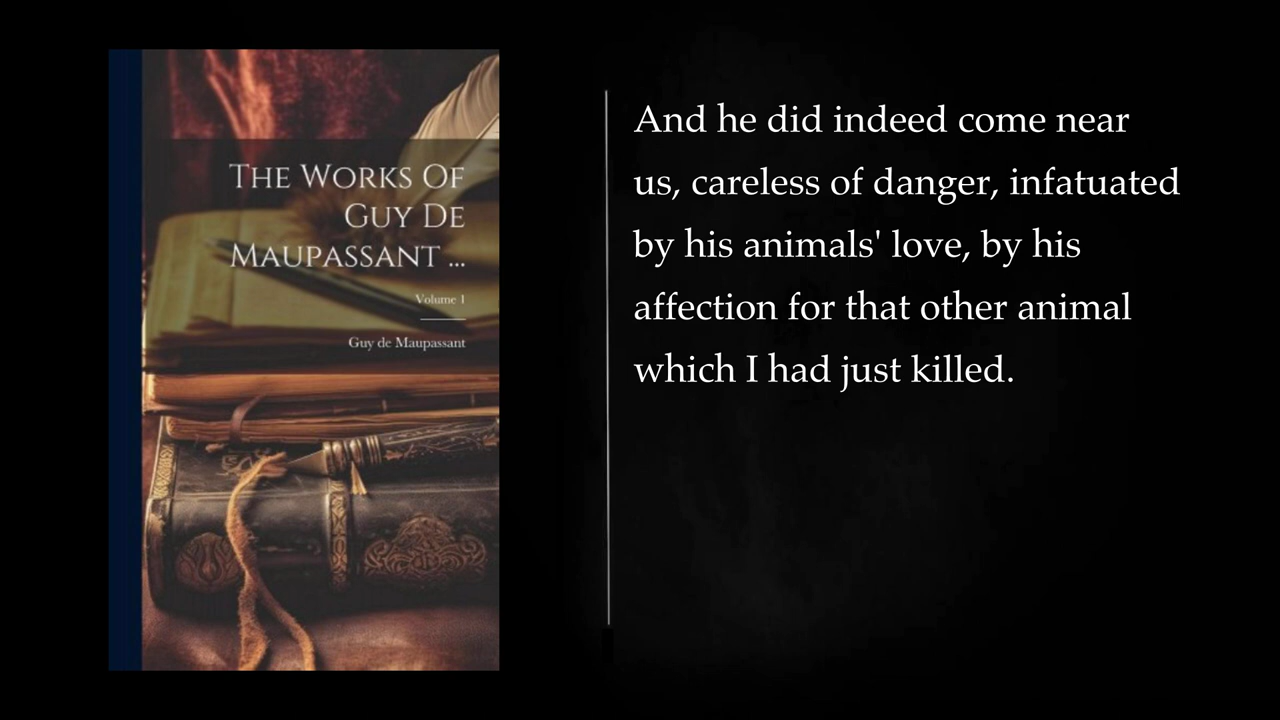 The Works Of
Guy De
Maupassant ...
Volume 1
Guy de Maupassant
And he did indeed come near
us, careless of danger, infatuated
by his animals' love, by his
affection for that other animal
which I had just killed.